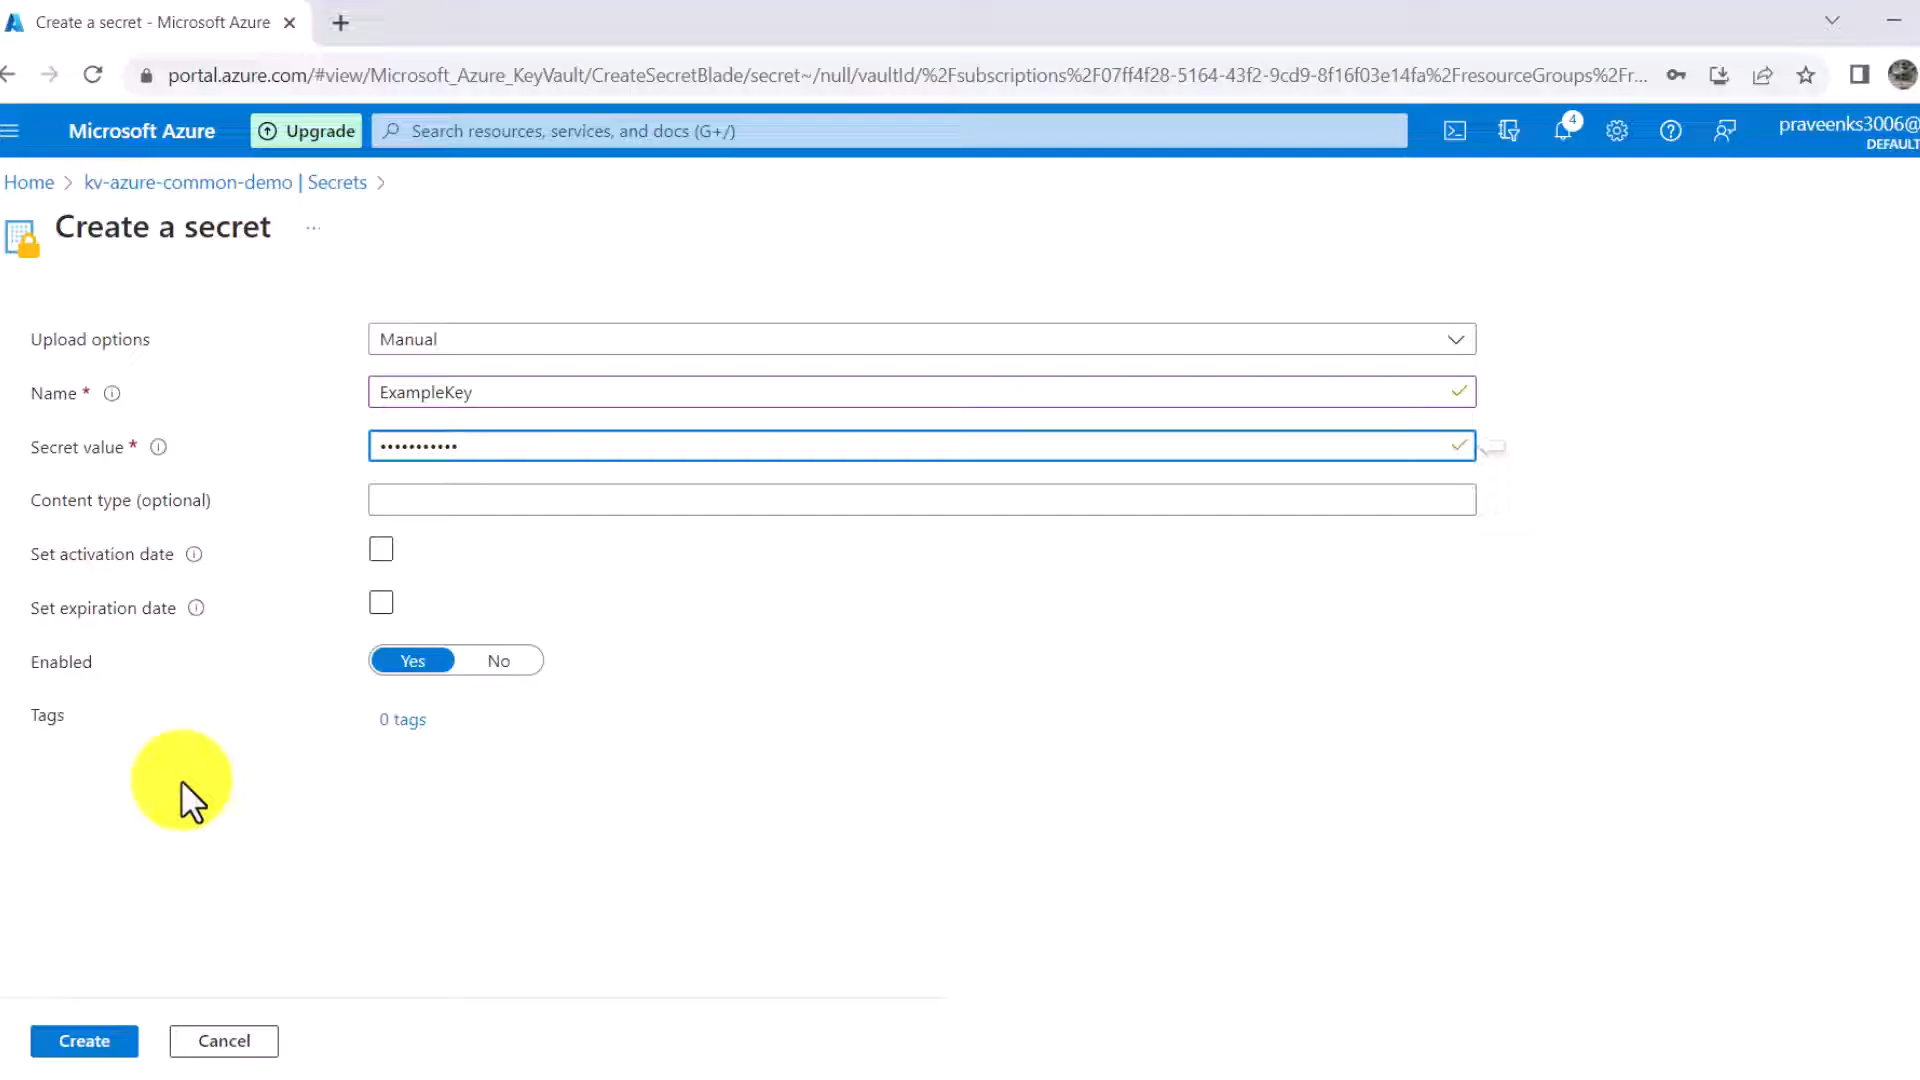 Create a secret - Microsoft Azure
portal.azure.com/#view/Microsoft_Azure_KeyVault/CreateSecretBlade/secret~/null/vaultId/%2Fsubscriptions%2F07ff4f28-5164-43f2-9cd9-8f16f03e14fa%2FresourceGroups%2Fr...
Microsoft Azure
Upgrade
Search resources, services, and docs (G+/)
4
praveenks3006@
DEFAULT
Home > kv-azure-common-demo | Secrets >
Create a secret ...
Upload options
Manual
Name *
ExampleKey
Secret value *
•••••••••••
Content type (optional)
Set activation date
Set expiration date
Enabled
Yes No
Tags
0 tags
Create Cancel